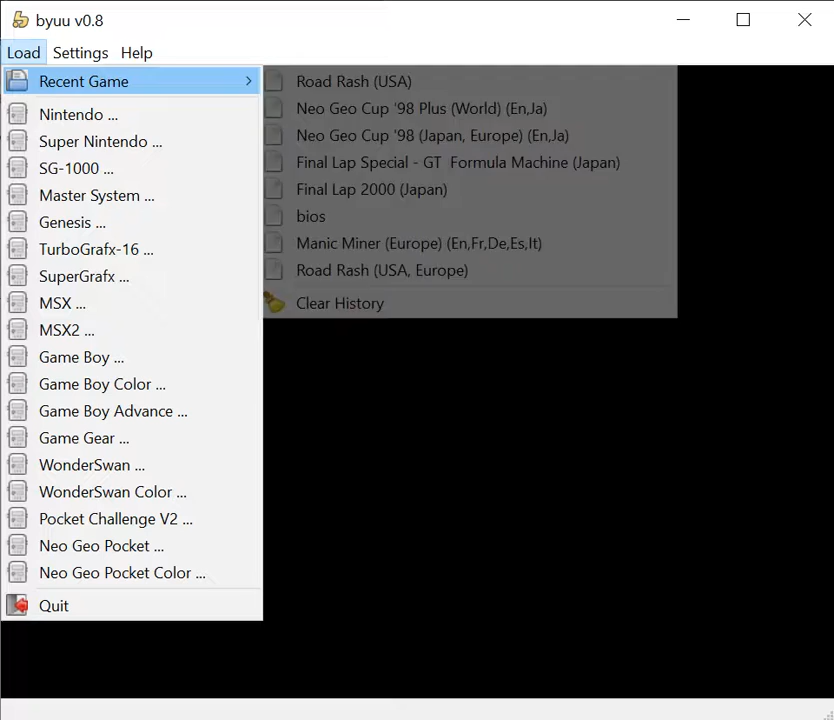 byuu v0.8
Load Settings Help
Recent Game
Nintendo ...
Super Nintendo ...
SG-1000 ...
Master System ...
Genesis ...
TurboGrafx-16 ...
SuperGrafx ...
MSX ...
MSX2 ...
Game Boy ...
Game Boy Color ...
Game Boy Advance ...
Game Gear ...
WonderSwan ...
WonderSwan Color ...
Pocket Challenge V2 ...
Neo Geo Pocket ...
Neo Geo Pocket Color ...
Quit
Road Rash (USA)
Neo Geo Cup '98 Plus (World) (En,Ja)
Neo Geo Cup '98 (Japan, Europe) (En,Ja)
Final Lap Special - GT  Formula Machine (Japan)
Final Lap 2000 (Japan)
bios
Manic Miner (Europe) (En,Fr,De,Es,It)
Road Rash (USA, Europe)
Clear History